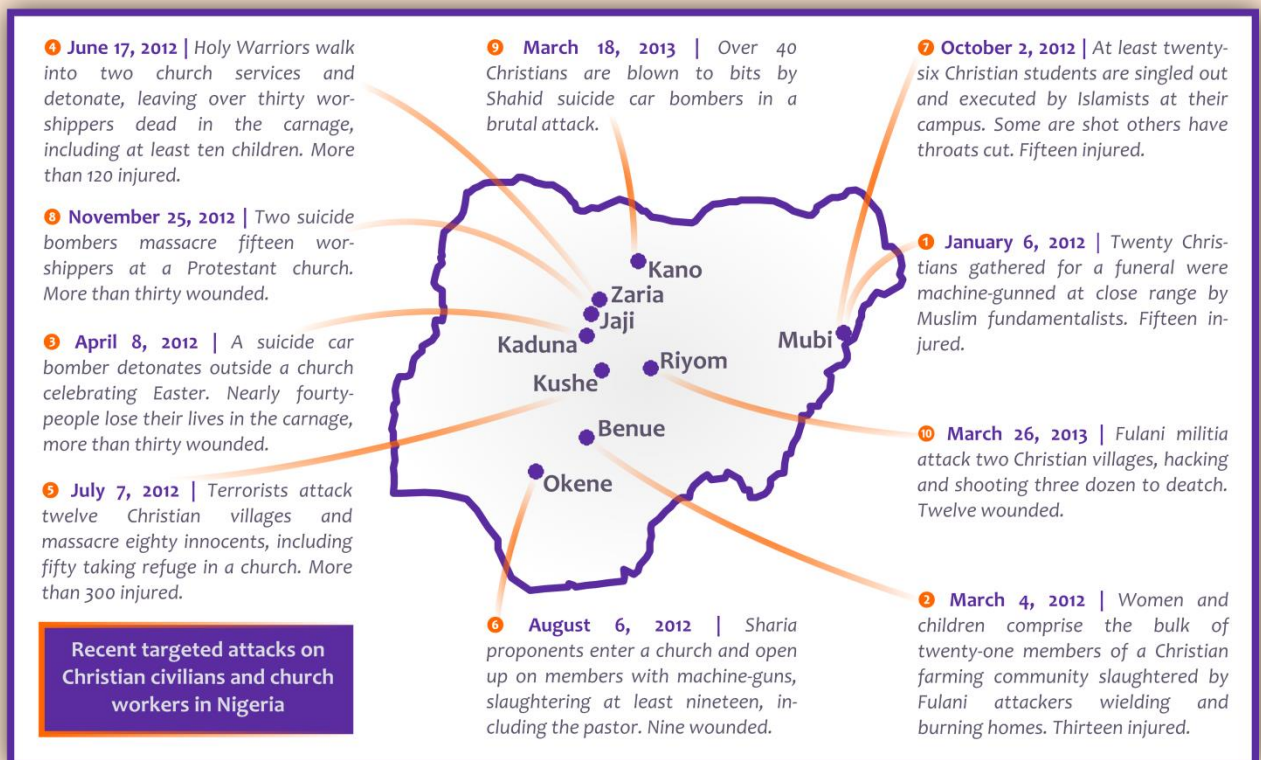 4 June 17, 2012 | Holy Warriors walk
into two church services and
detonate, leaving over thirty wor-
shippers dead in the carnage,
including at least ten children. More
than 120 injured.
8 November 25, 2012 | Two suicide
bombers massacre fifteen wor-
shippers at a Protestant church.
More than thirty wounded.
3 April 8, 2012 | A suicide car
bomber detonates outside a church
celebrating Easter. Nearly fourty-
people lose their lives in the carnage,
more than thirty wounded.
5 July 7, 2012 | Terrorists attack
twelve Christian villages and
massacre eighty innocents, including
fifty taking refuge in a church. More
than 300 injured.
Recent targeted attacks on
Christian civilians and church
workers in Nigeria
9 March 18, 2013 | Over 40
Christians are blown to bits by
Shahid suicide car bombers in a
brutal attack.
Kano
Zaria
Jaji
Kaduna
Mubi
Riyom
Kushe
Benue
Okene
6 August 6, 2012 | Sharia
proponents enter a church and open
up on members with machine-guns,
slaughtering at least nineteen, in-
cluding the pastor. Nine wounded.
7 October 2, 2012 | At least twenty-
six Christian students are singled out
and executed by Islamists at their
campus. Some are shot others have
throats cut. Fifteen injured.
1 January 6, 2012 | Twenty Chris-
tians gathered for a funeral were
machine-gunned at close range by
Muslim fundamentalists. Fifteen in-
jured.
10 March 26, 2013 | Fulani militia
attack two Christian villages, hacking
and shooting three dozen to deatch.
Twelve wounded.
2 March 4, 2012 | Women and
children comprise the bulk of
twenty-one members of a Christian
farming community slaughtered by
Fulani attackers wielding and
burning homes. Thirteen injured.